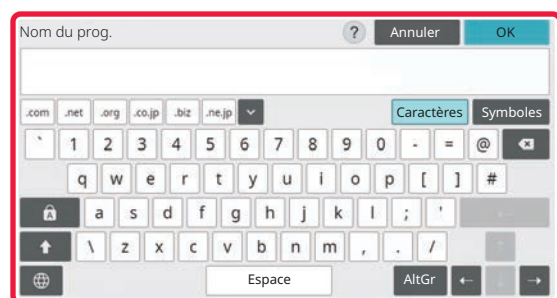 Nom du prog. ? Annuler OK
.com .net .org .co.jp .biz .ne.jp Caractères Symboles
` 1 2 3 4 5 6 7 8 9 0 - = @
q w e r t y u i o p [ ] #
A a s d f g h j k l ; '
\ z x c v b n m , . /
Espace AltGr ← ↓ →